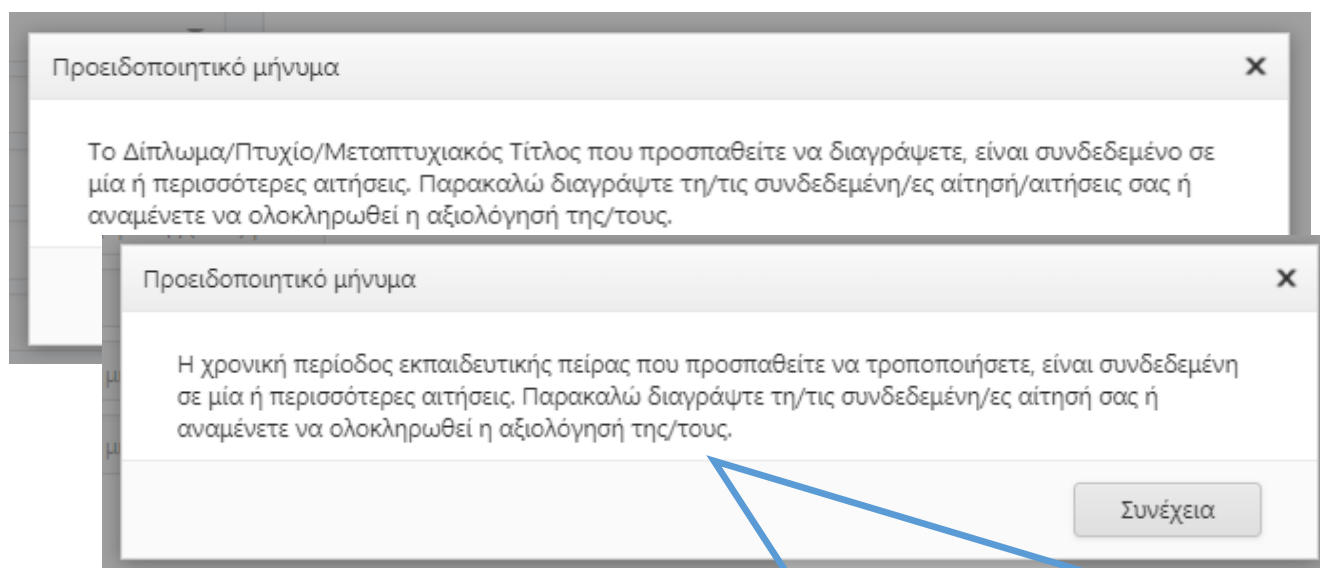 Προειδοποιητικό μήνυμα
Το Δίπλωμα/Πτυχίο/Μεταπτυχιακός Τίτλος που προσπαθείτε να διαγράψετε, είναι συνδεδεμένο σε
μία ή περισσότερες αιτήσεις. Παρακαλώ διαγράψτε τη/τις συνδεδεμένη/ες αίτησή/αιτήσεις σας ή
αναμένετε να ολοκληρωθεί η αξιολόγησή της/τους.
Προειδοποιητικό μήνυμα
Η χρονική περίοδος εκπαιδευτικής πείρας που προσπαθείτε να τροποποιήσετε, είναι συνδεδεμένη
σε μία ή περισσότερες αιτήσεις. Παρακαλώ διαγράψτε τη/τις συνδεδεμένη/ες αίτησή σας ή
αναμένετε να ολοκληρωθεί η αξιολόγησή της/τους.
Συνέχεια